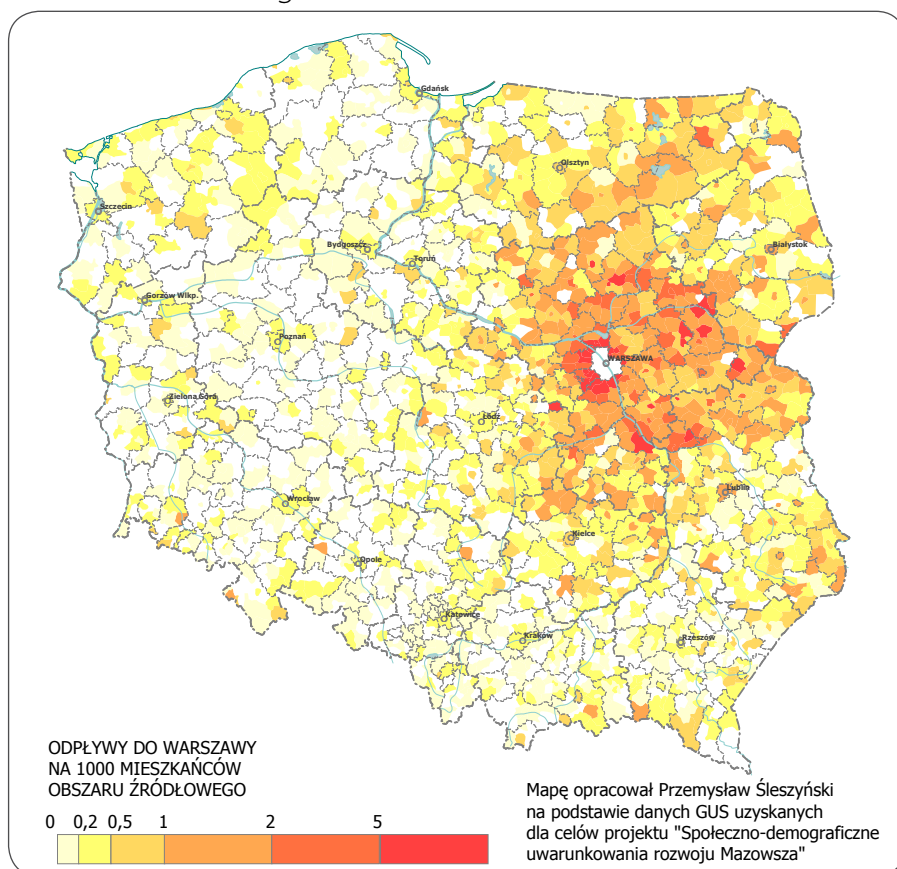 Gdańsk
Olsztyn
Szczecin
Bydgoszcz
Białystok
Toruń
Gorzów Wlkp.
Poznań
WARSZAWA
Zielona Góra
Łódź
Wrocław
Lublin
Kielce
Opole
Katowice
Kraków
Rzeszów
ODPŁYWY DO WARSZAWY
NA 1000 MIESZKAŃCÓW
OBSZARU ŹRÓDŁOWEGO
0 0,2 0,5 1 2 5
Mapę opracował Przemysław Śleszyński
na podstawie danych GUS uzyskanych
dla celów projektu "Społeczno-demograficzne
uwarunkowania rozwoju Mazowsza"